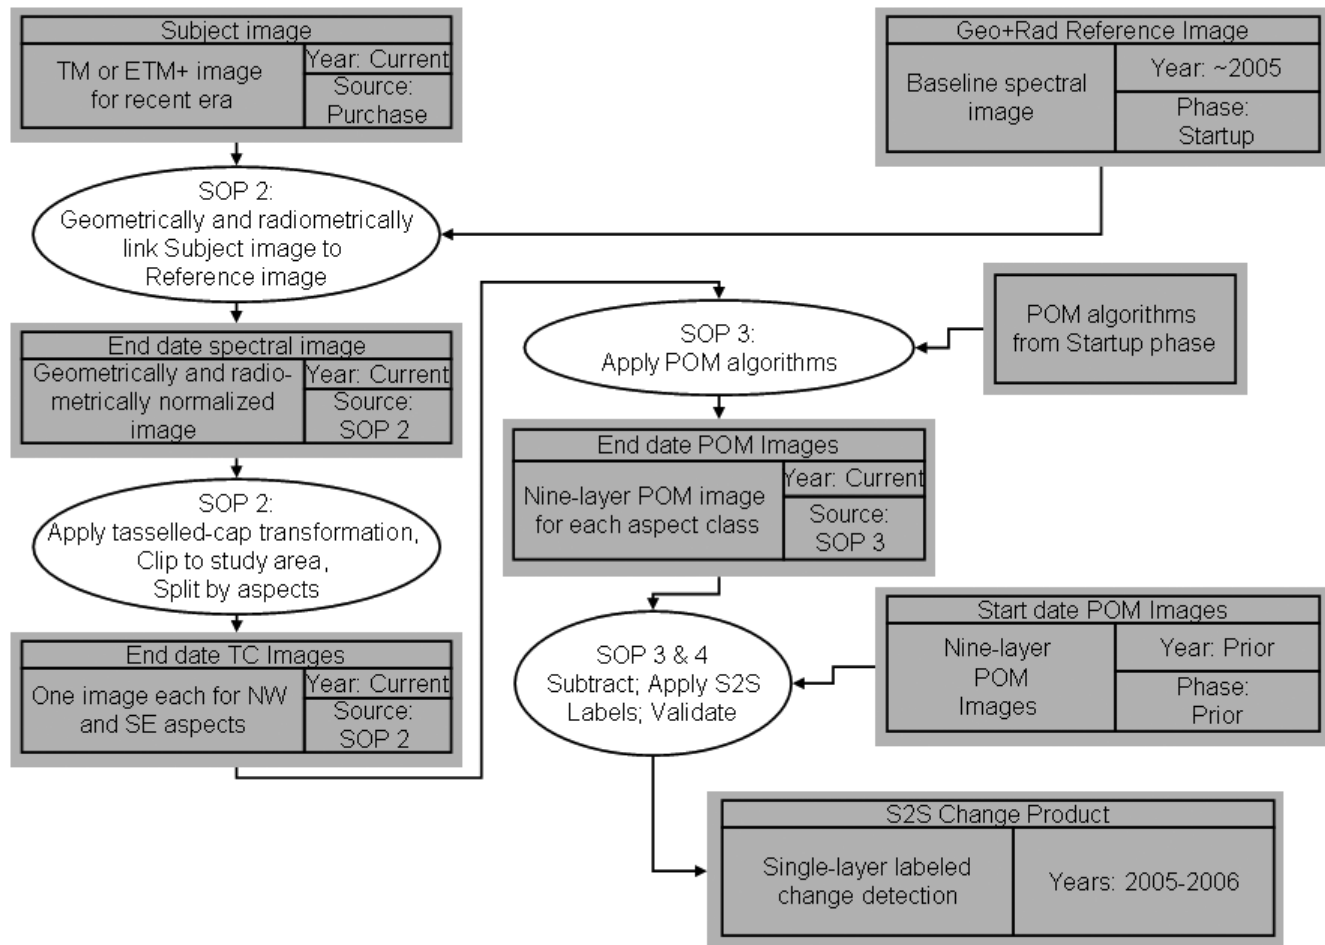 Subject image
TM or ETM+ image
for recent era
Year: Current
Source:
Purchase
Geo+Rad Reference Image
Baseline spectral
image
Year: ~2005
Phase:
Startup
SOP 2:
Geometrically and radiometrically
link Subject image to
Reference image
End date spectral image
Geometrically and radio-
metrically normalized
image
Year: Current
Source:
SOP 2
SOP 2:
Apply tasselled-cap transformation,
Clip to study area,
Split by aspects
End date TC Images
One image each for NW
and SE aspects
Year: Current
Source:
SOP 2
SOP 3:
Apply POM algorithms
POM algorithms
from Startup phase
End date POM Images
Nine-layer POM image
for each aspect class
Year: Current
Source:
SOP 3
SOP 3 & 4
Subtract; Apply S2S
Labels; Validate
Start date POM Images
Nine-layer
POM
Images
Year: Prior
Phase:
Prior
S2S Change Product
Single-layer labeled
change detection
Years: 2005-2006